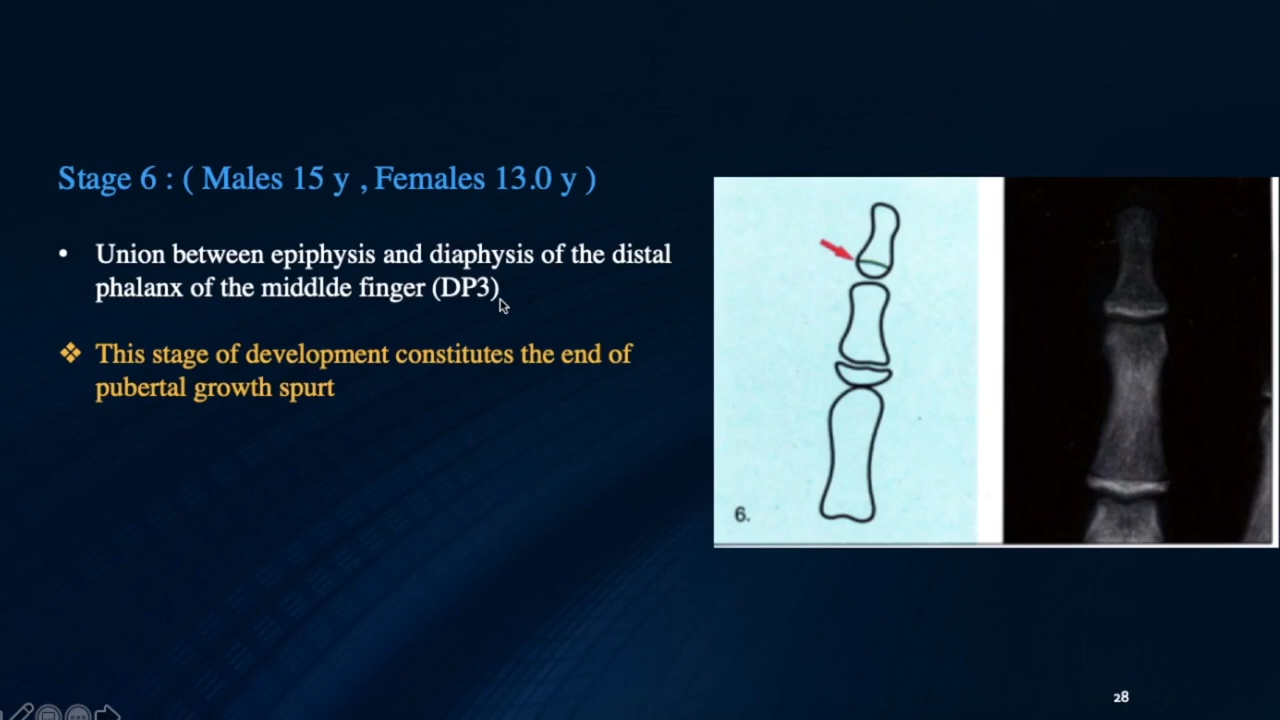 Stage 6 : ( Males 15 y , Females 13.0 y )
• Union between epiphysis and diaphysis of the distal
phalanx of the middlde finger (DP3)
❖ This stage of development constitutes the end of
pubertal growth spurt
6.
28